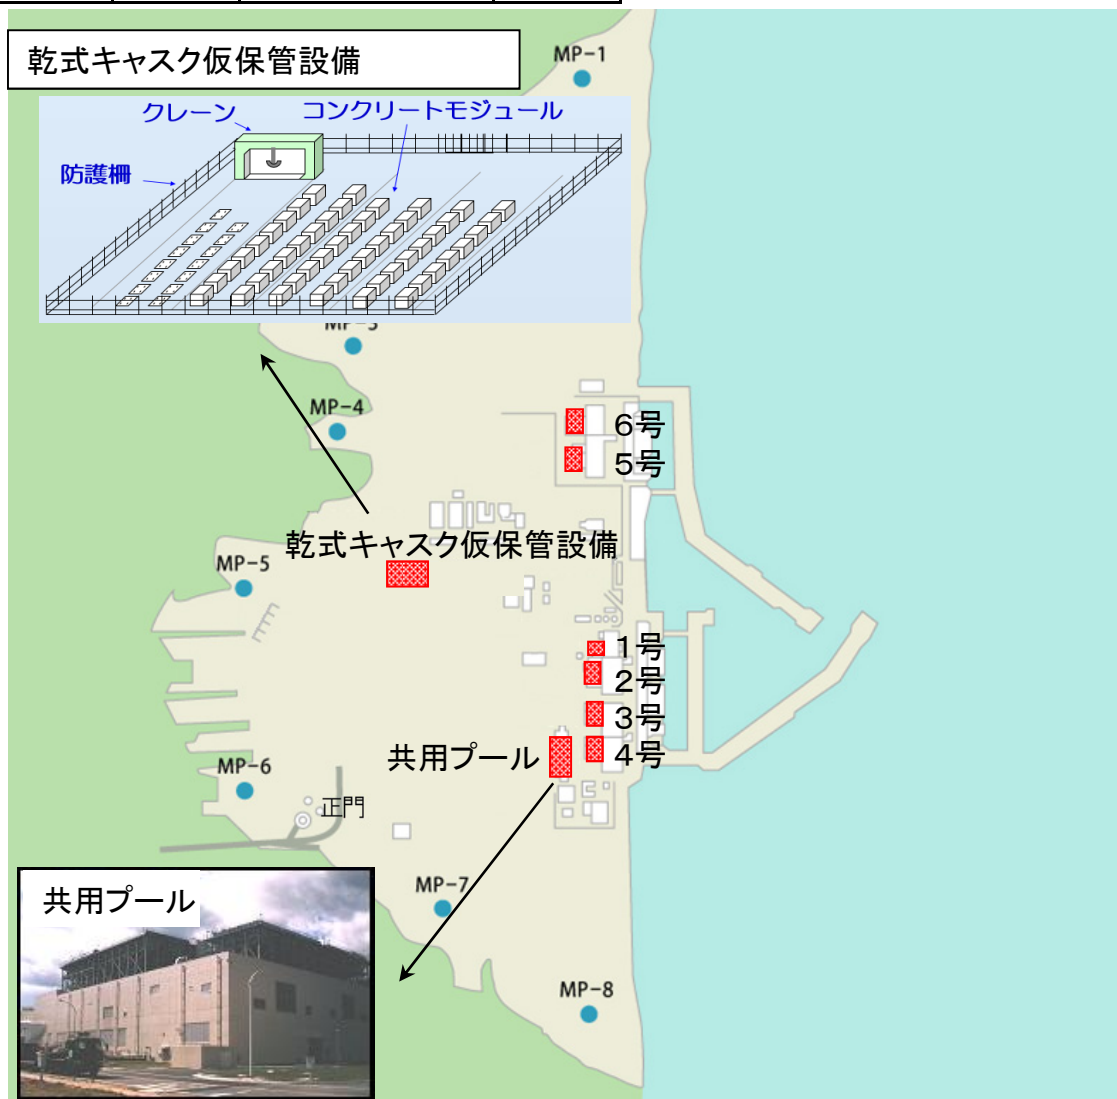 乾式キャスク仮保管設備
MP-1
クレーン
コンクリートモジュール
防護柵
MP-3
MP-4
6号
5号
乾式キャスク仮保管設備
MP-5
1号
2号
3号
4号
共用プール
MP-6
正門
MP-7
共用プール
MP-8